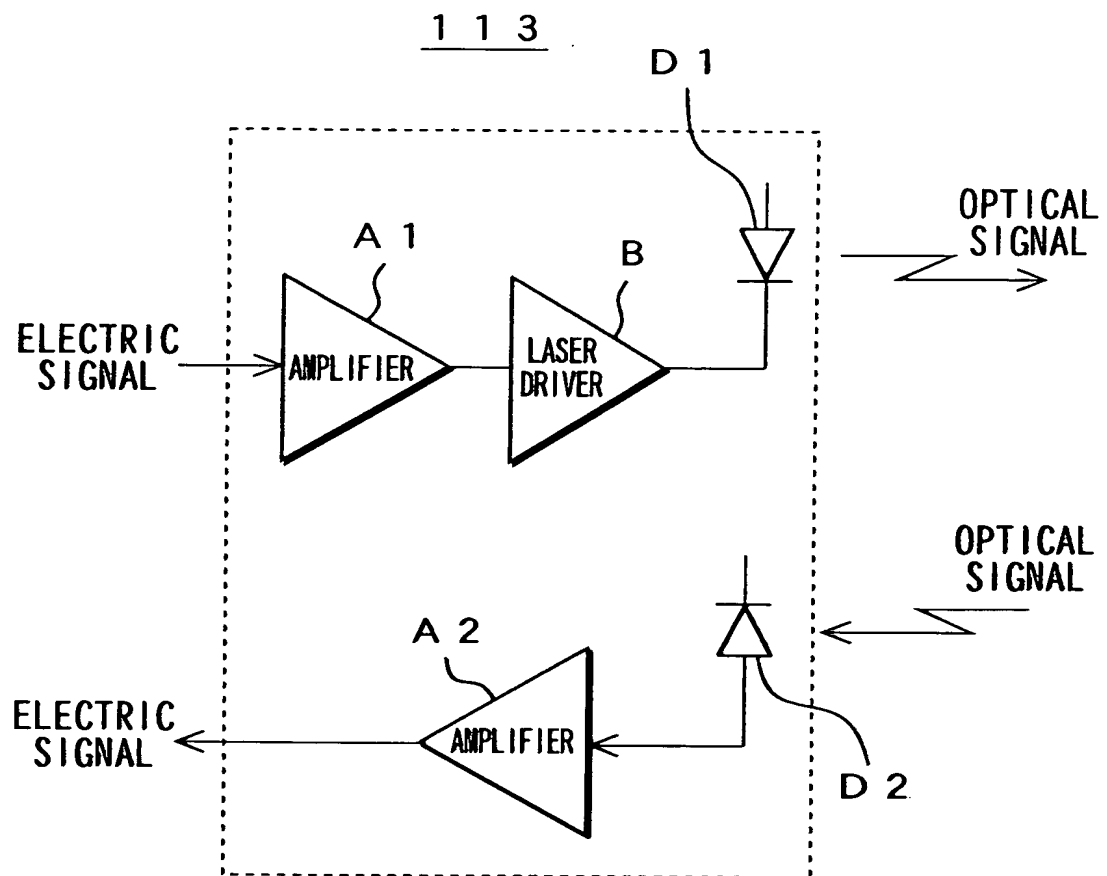 113
D1
OPTICAL
SIGNAL
A1
B
ELECTRIC
SIGNAL
AMPLIFIER
LASER
DRIVER
OPTICAL
SIGNAL
A2
ELECTRIC
SIGNAL
AMPLIFIER
D2